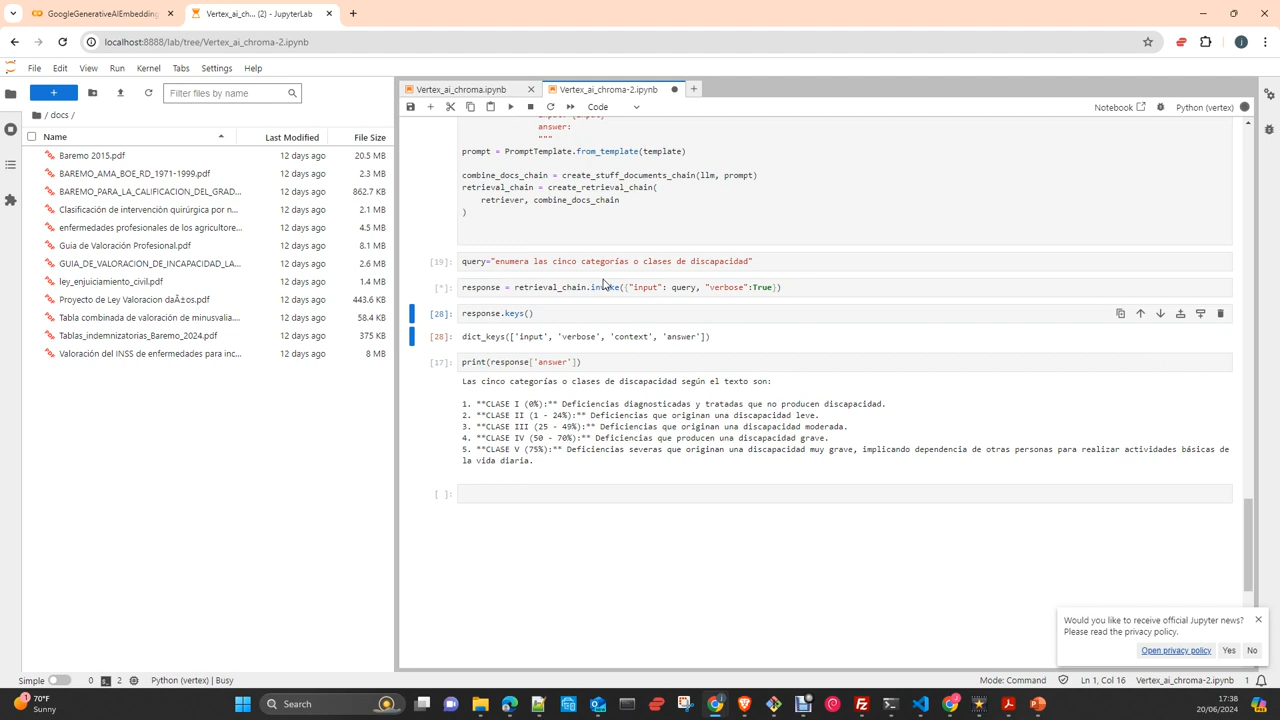 GoogleGenerativeAIEmbedding
Vertex_ai_ch... (2) - JupyterLab
localhost:8888/lab/tree/Vertex_ai_chroma-2.ipynb
File Edit View Run Kernel Tabs Settings Help
Filter files by name
/ docs /
Name Last Modified File Size
Baremo 2015.pdf 12 days ago 20.5 MB
BAREMO_AMA_BOE_RD_1971-1999.pdf 12 days ago 2.3 MB
BAREMO_PARA_LA_CALIFICACION_DEL_GRAD... 12 days ago 862.7 KB
Clasificación de intervención quirúrgica por n... 12 days ago 2.1 MB
enfermedades profesionales de los agricultore... 12 days ago 4.5 MB
Guia de Valoración Profesional.pdf 12 days ago 8.1 MB
GUIA_DE_VALORACION_DE_INCAPACIDAD_LA... 12 days ago 2.6 MB
ley_enjuiciamiento_civil.pdf 12 days ago 1.4 MB
Proyecto de Ley Valoracion daÃ±os.pdf 12 days ago 443.6 KB
Tabla combinada de valoración de minusvalia... 12 days ago 58.4 KB
Tablas_indemnizatorias_Baremo_2024.pdf 12 days ago 375 KB
Valoración del INSS de enfermedades para inc... 12 days ago 8 MB
Vertex_ai_chroma.ipynb
Vertex_ai_chroma-2.ipynb
Code
Notebook
Python (vertex)
answer:
"""
prompt = PromptTemplate.from_template(template)
combine_docs_chain = create_stuff_documents_chain(llm, prompt)
retrieval_chain = create_retrieval_chain(
retriever, combine_docs_chain
)
[19]: query="enumera las cinco categorías o clases de discapacidad"
[*]: response = retrieval_chain.invoke({"input": query, "verbose":True})
[28]: response.keys()
[28]: dict_keys(['input', 'verbose', 'context', 'answer'])
[17]: print(response['answer'])
Las cinco categorías o clases de discapacidad según el texto son:
1. **CLASE I (0%):** Deficiencias diagnosticadas y tratadas que no producen discapacidad.
2. **CLASE II (1 - 24%):** Deficiencias que originan una discapacidad leve.
3. **CLASE III (25 - 49%):** Deficiencias que originan una discapacidad moderada.
4. **CLASE IV (50 - 70%):** Deficiencias que producen una discapacidad grave.
5. **CLASE V (75%):** Deficiencias severas que originan una discapacidad muy grave, implicando dependencia de otras personas para realizar actividades básicas de
la vida diaria.
[ ]:
Would you like to receive official Jupyter news?
Please read the privacy policy.
Open privacy policy Yes No
Simple 0 2 Python (vertex) | Busy
Mode: Command Ln 1, Col 16 Vertex_ai_chroma-2.ipynb 1
70°F
Sunny
Search
17:38
20/06/2024